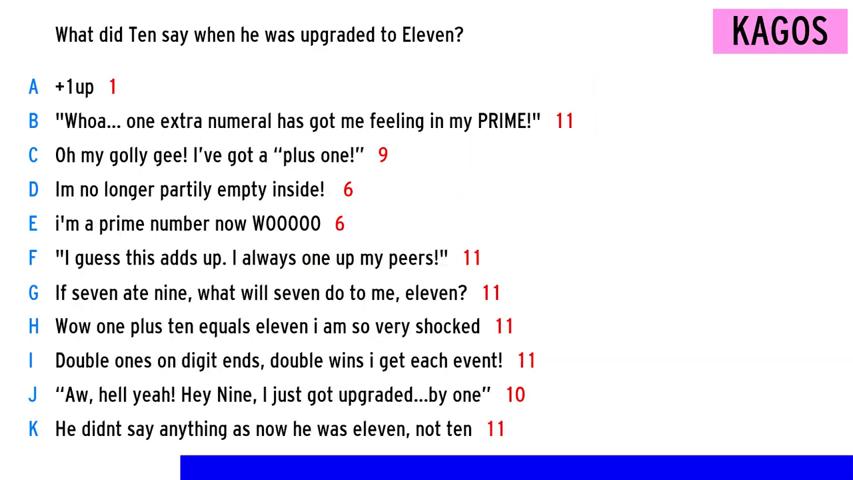 What did Ten say when he was upgraded to Eleven?
KAGOS
A +1up 1
B "Whoa... one extra numeral has got me feeling in my PRIME!" 11
C Oh my golly gee! I've got a “plus one!” 9
D Im no longer partily empty inside! 6
E i'm a prime number now WOOOOO 6
F "I guess this adds up. I always one up my peers!" 11
G If seven ate nine, what will seven do to me, eleven? 11
H Wow one plus ten equals eleven i am so very shocked 11
I Double ones on digit ends, double wins i get each event! 11
J “Aw, hell yeah! Hey Nine, I just got upgraded...by one” 10
K He didnt say anything as now he was eleven, not ten 11